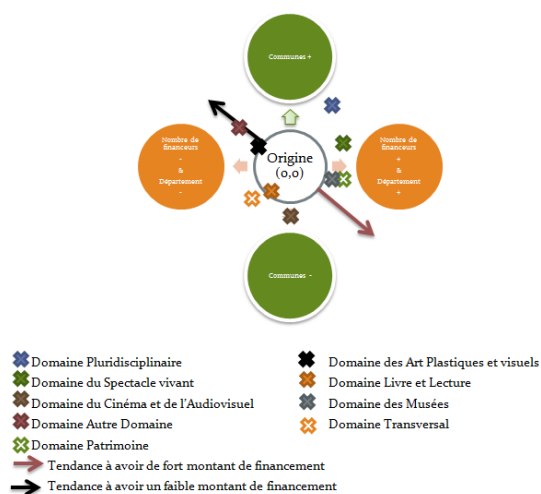 Communes +
Nombre de
financeurs
-
&
Département
-
Origine
(0,0)
Nombre de
financeurs
+
&
Département
+
Communes -
Domaine Pluridisciplinaire
Domaine du Spectacle vivant
Domaine du Cinéma et de l'Audiovisuel
Domaine Autre Domaine
Domaine Patrimoine
Tendance à avoir de fort montant de financement
Tendance à avoir un faible montant de financement
Domaine des Art Plastiques et visuels
Domaine Livre et Lecture
Domaine des Musées
Domaine Transversal